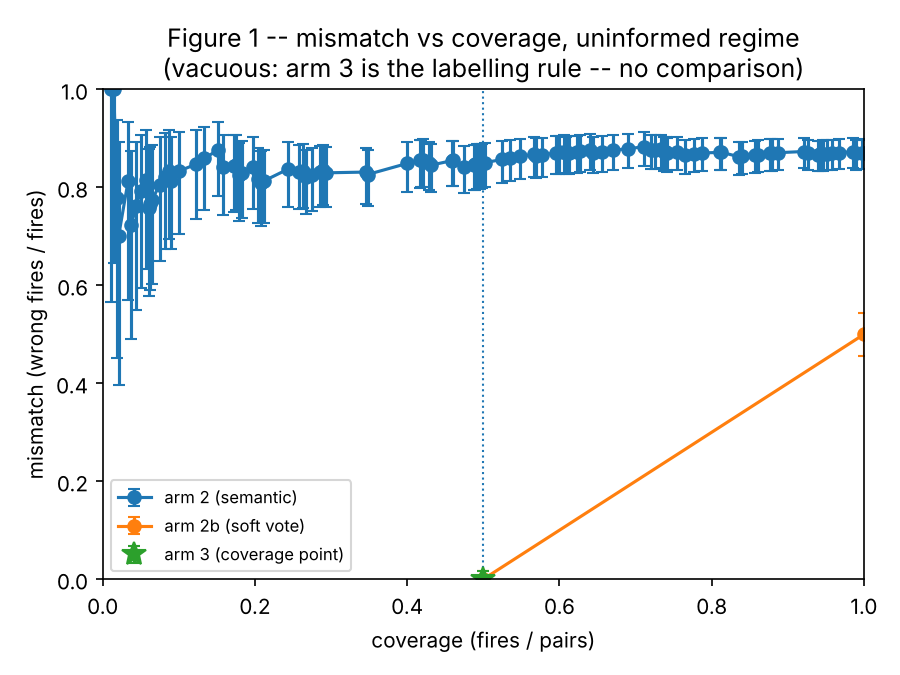 Figure 1 -- mismatch vs coverage, uninformed regime
(vacuous: arm 3 is the labelling rule -- no comparison)
mismatch (wrong fires / fires)
1.0
0.8
0.6
0.4
0.2
0.0
arm 2 (semantic)
arm 2b (soft vote)
arm 3 (coverage point)
0.0 0.2 0.4 0.6 0.8 1.0
coverage (fires / pairs)